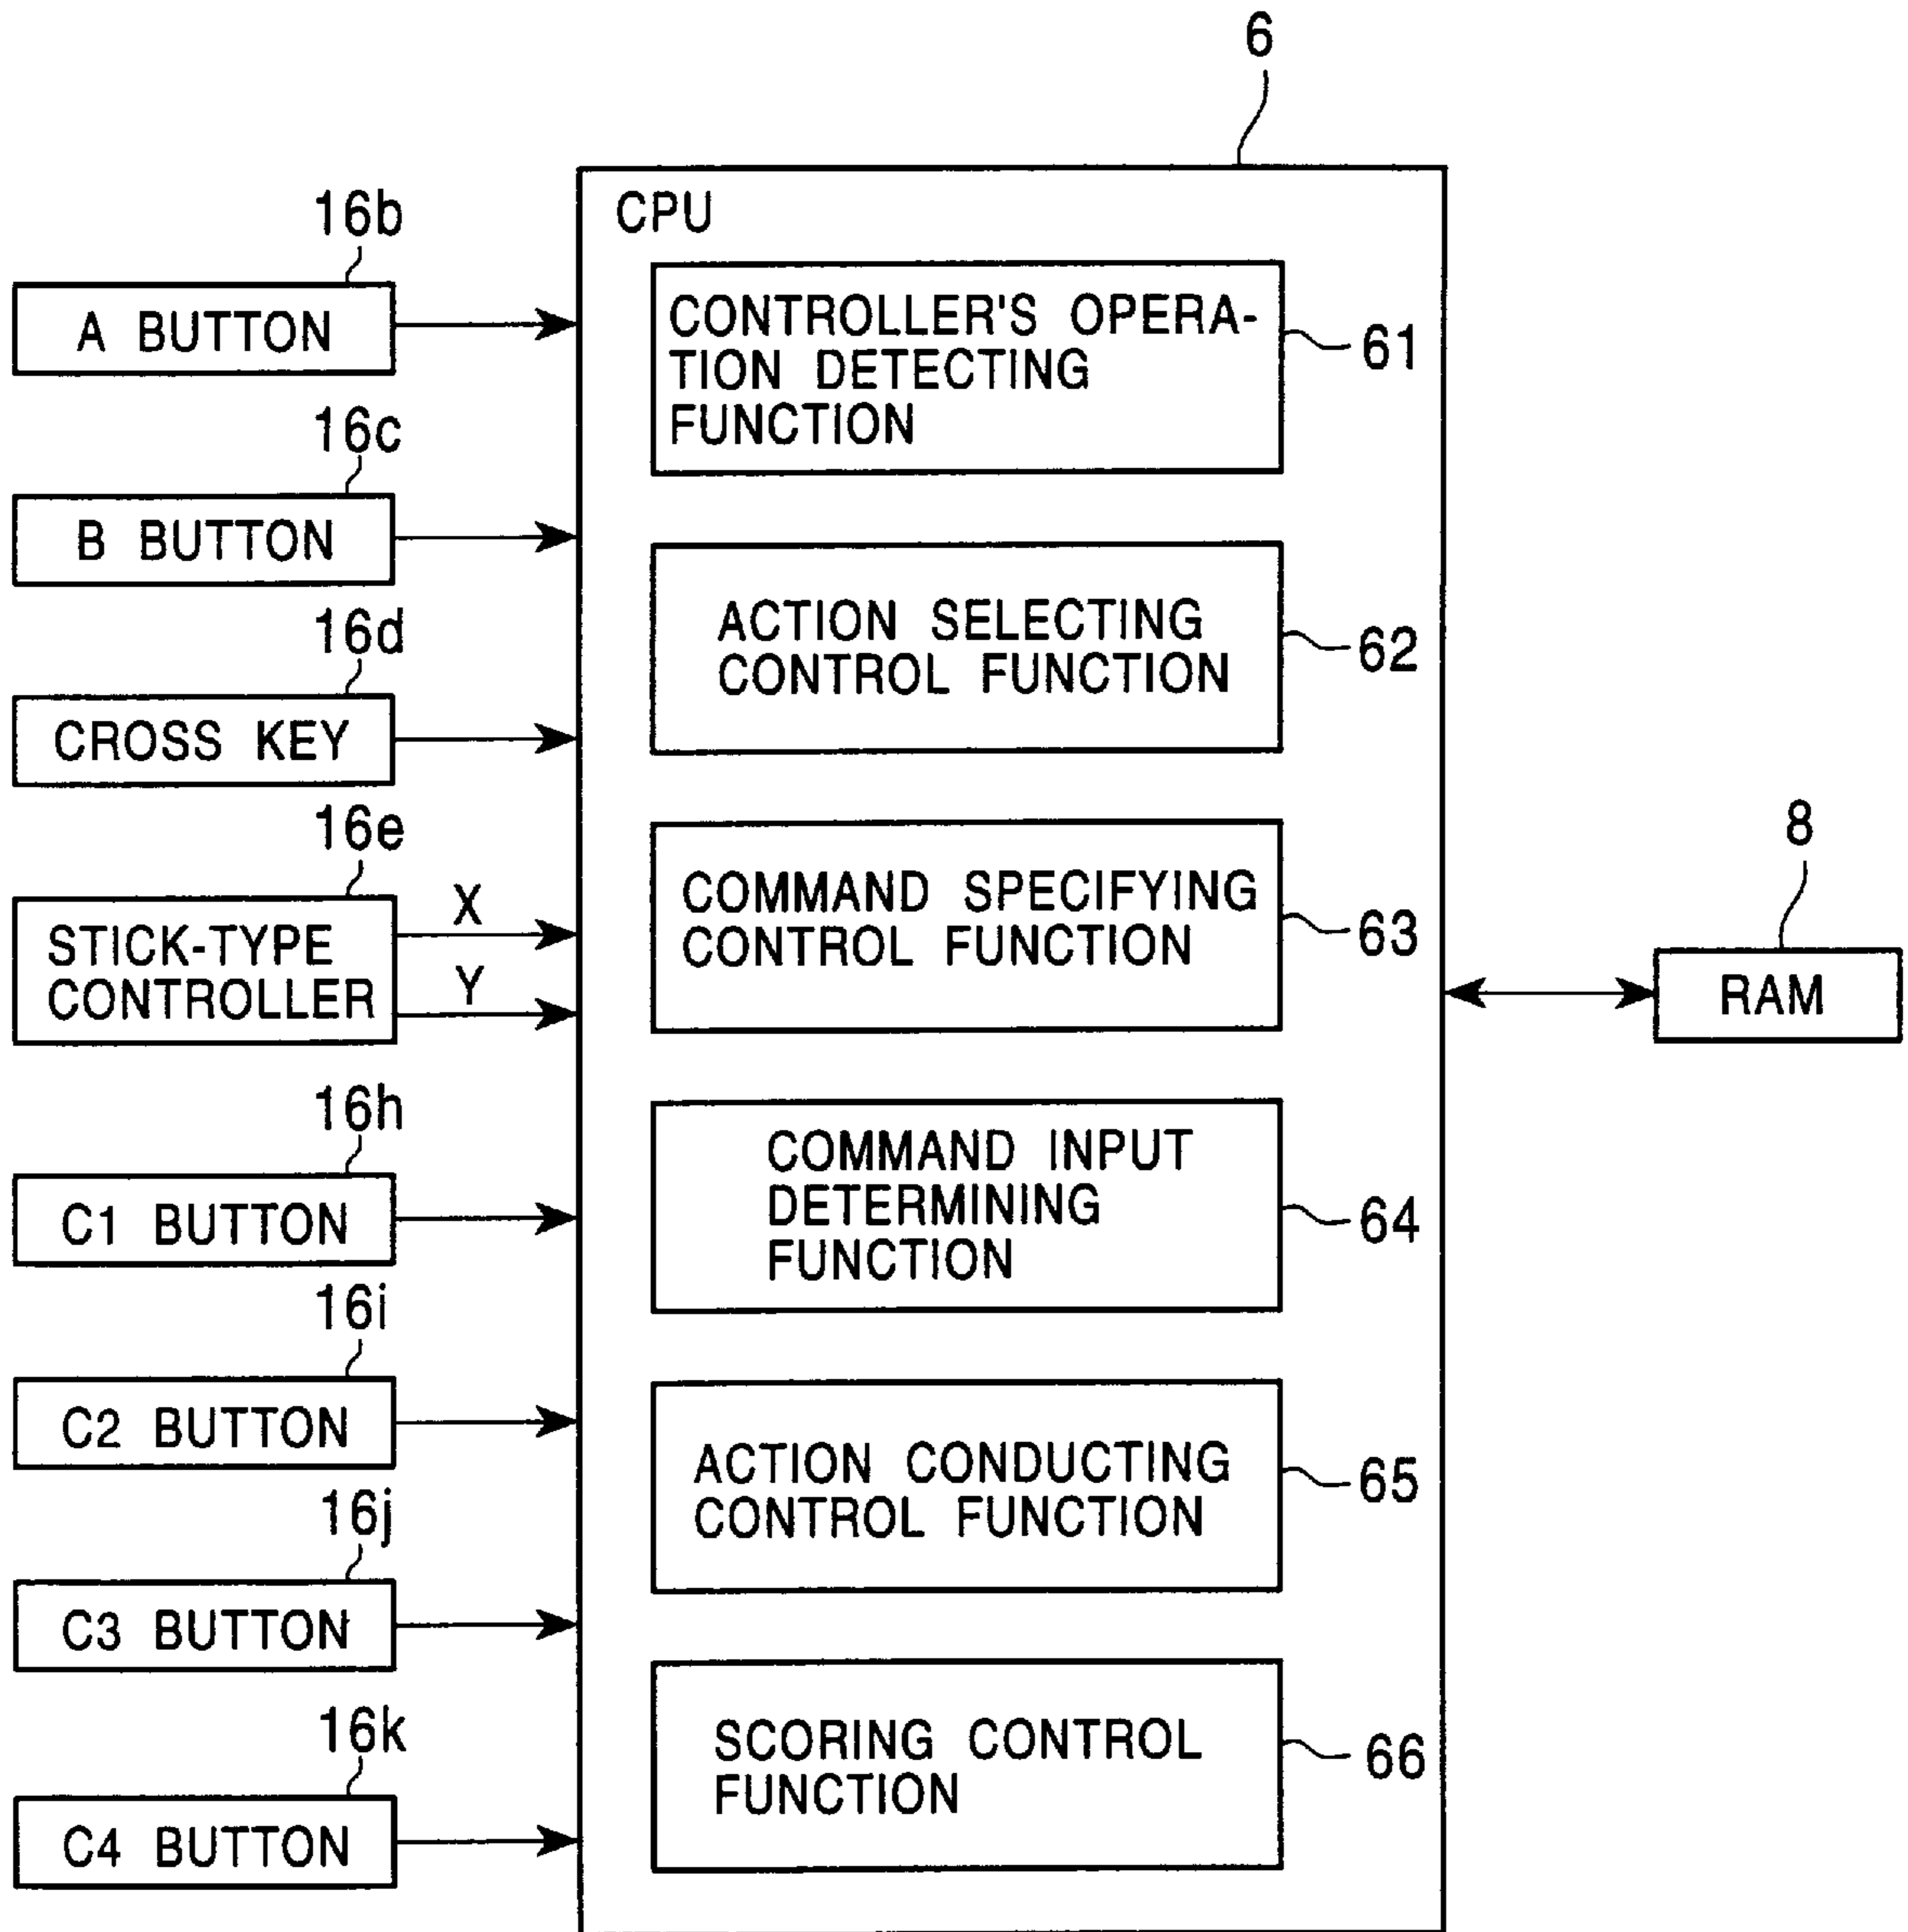 6
CPU
16b
A BUTTON
16c
B BUTTON
16d
CROSS KEY
16e
STICK-TYPE
CONTROLLER
X
Y
16h
C1 BUTTON
16i
C2 BUTTON
16j
C3 BUTTON
16k
C4 BUTTON
CONTROLLER'S OPERA-
TION DETECTING
FUNCTION
61
ACTION SELECTING
CONTROL FUNCTION
62
COMMAND SPECIFYING
CONTROL FUNCTION
63
COMMAND INPUT
DETERMINING
FUNCTION
64
ACTION CONDUCTING
CONTROL FUNCTION
65
SCORING CONTROL
FUNCTION
66
8
RAM